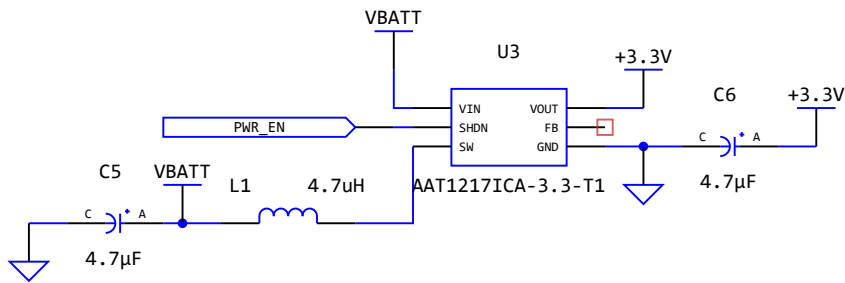 VBATT
U3
+3.3V
C6
+3.3V
VIN
VOUT
PWR_EN
SHDN
FB
SW
GND
C
+
A
C5
VBATT
L1
4.7uH
AAT1217ICA-3.3-T1
4.7µF
C
+
A
4.7µF